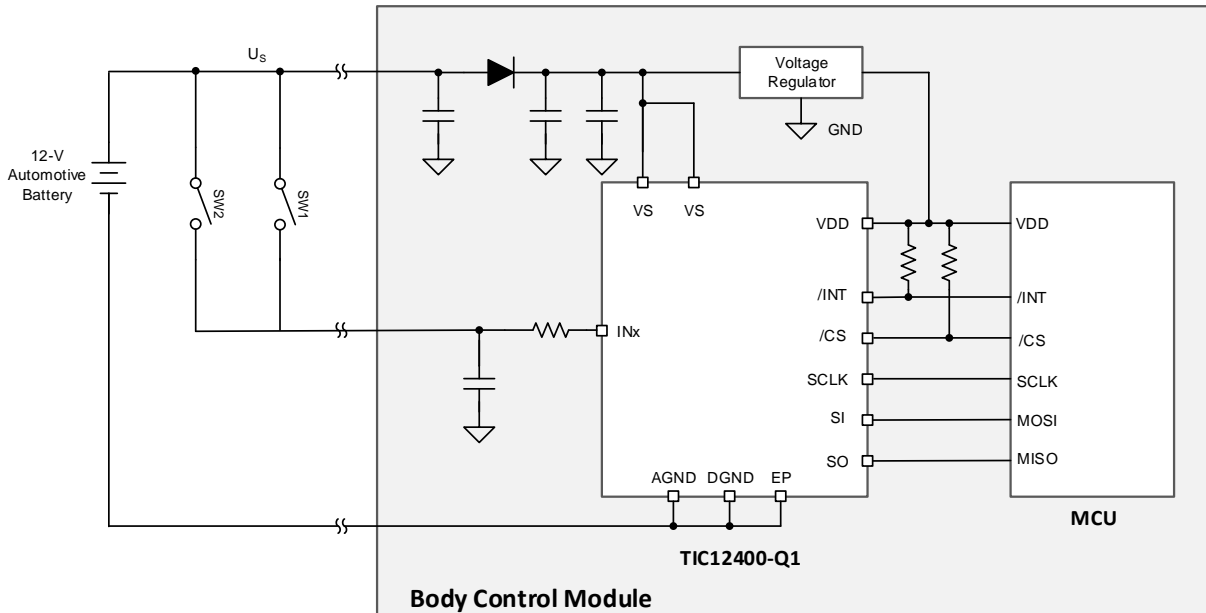 U_S
Voltage
Regulator
GND
12-V
Automotive
Battery
SW2
SW1
VS
VS
VDD
VDD
/INT
/INT
INx
/CS
/CS
SCLK
SCLK
SI
MOSI
SO
MISO
AGND
DGND
EP
MCU
TIC12400-Q1
Body Control Module